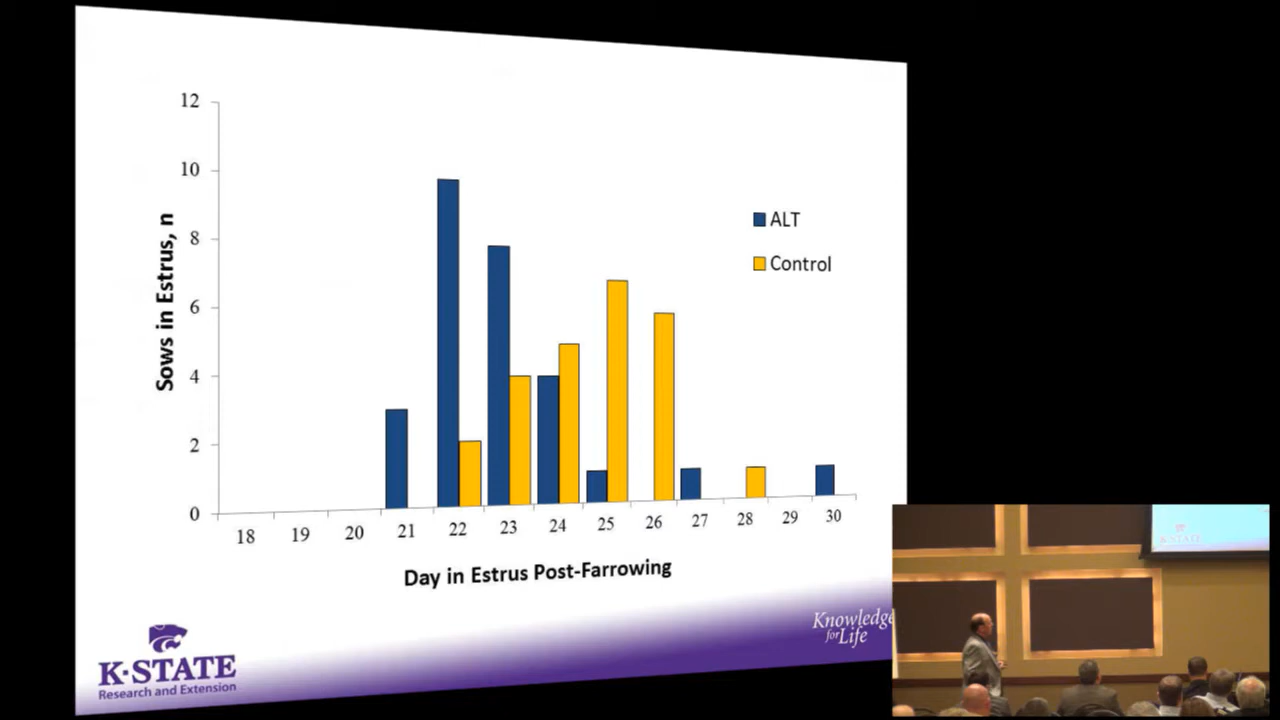 12
10
8
6
4
2
0
Sows in Estrus, n
ALT
Control
18 19 20 21 22 23 24 25 26 27 28 29 30
Day in Estrus Post-Farrowing
K-STATE
Research and Extension
Knowledge
for Life
K-STATE